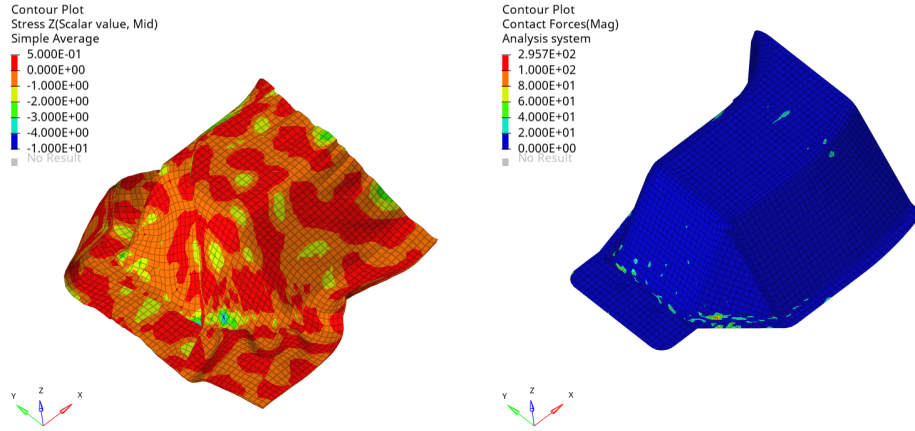 Contour Plot
Stress Z(Scalar value, Mid)
Simple Average
5.000E-01
0.000E+00
-1.000E+00
-2.000E+00
-3.000E+00
-4.000E+00
-1.000E+01
No Result
Y
Z
X
Contour Plot
Contact Forces(Mag)
Analysis system
2.957E+02
1.000E+02
8.000E+01
6.000E+01
4.000E+01
2.000E+01
0.000E+00
No Result
Y
Z
X